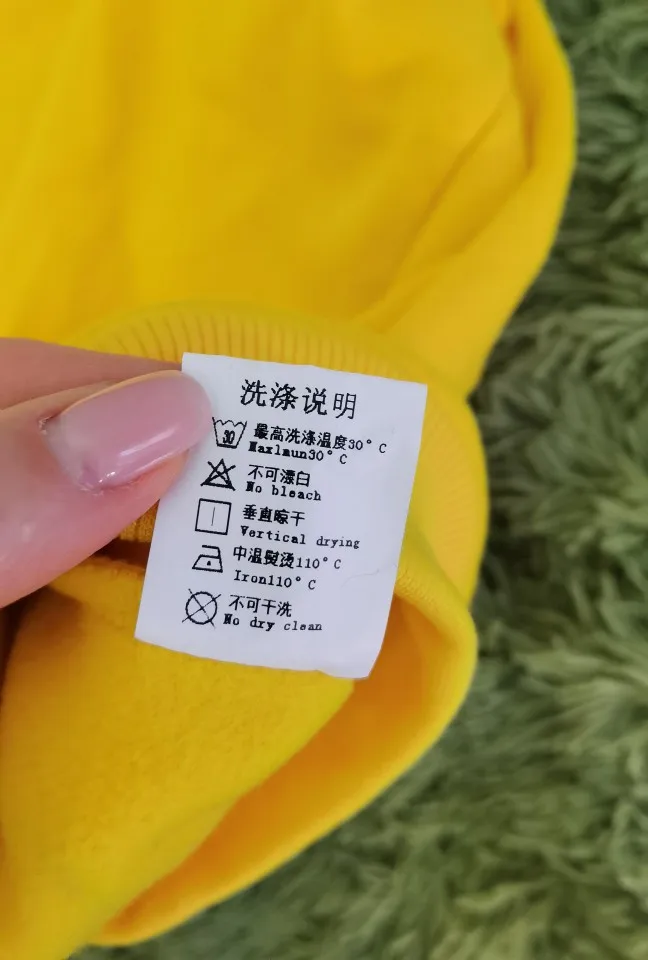 洗涤说明
30
最高洗涤温度30°C
Maxlmun30°C
不可漂白
No bleach
垂直晾干
Vertical drying
中温熨烫110°C
Iron110°C
不可干洗
No dry clean